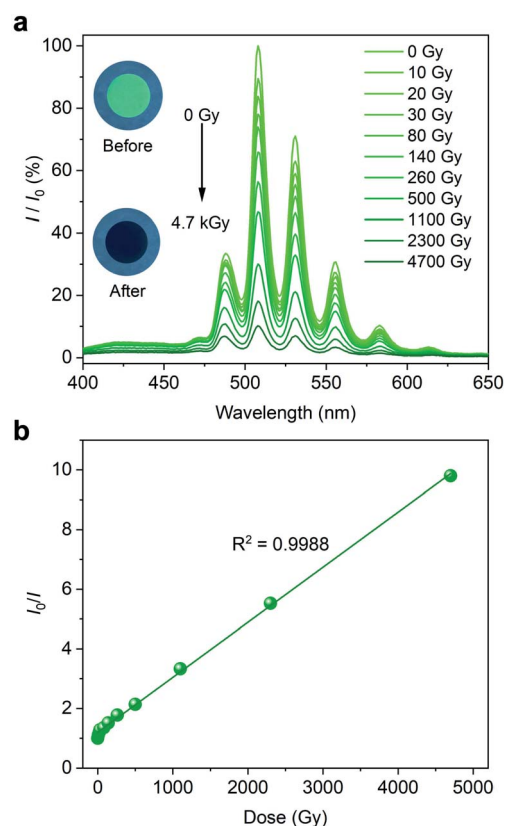 a
I / I0 (%)
100
80
60
40
20
0
Before
After
0 Gy
4.7 kGy
0 Gy
10 Gy
20 Gy
30 Gy
80 Gy
140 Gy
260 Gy
500 Gy
1100 Gy
2300 Gy
4700 Gy
400 450 500 550 600 650
Wavelength (nm)
b
I0/I
10
8
6
4
2
0
R² = 0.9988
0 1000 2000 3000 4000 5000
Dose (Gy)